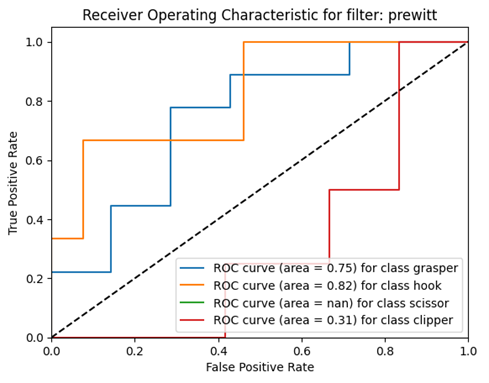 Receiver Operating Characteristic for filter: prewitt
1.0
0.8
0.6
0.4
0.2
0.0
True Positive Rate
ROC curve (area = 0.75) for class grasper
ROC curve (area = 0.82) for class hook
ROC curve (area = nan) for class scissor
ROC curve (area = 0.31) for class clipper
0.0 0.2 0.4 0.6 0.8 1.0
False Positive Rate